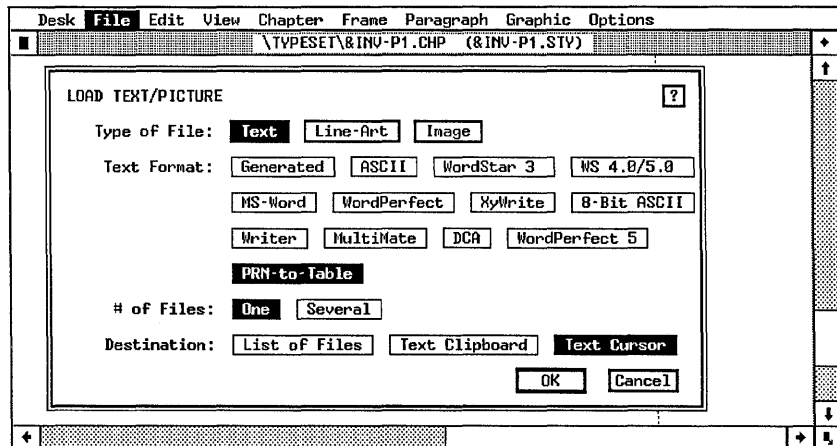 Desk File Edit View Chapter Frame Paragraph Graphic Options
\TYPESET\&INV-P1.CHP (&INV-P1.STY)
LOAD TEXT/PICTURE ?
Type of File: Text Line-Art Image
Text Format: Generated ASCII WordStar 3 WS 4.0/5.0
MS-Word WordPerfect XyWrite 8-Bit ASCII
Writer MultiMate DCA WordPerfect 5
PRN-to-Table
# of Files: One Several
Destination: List of Files Text Clipboard Text Cursor
OK Cancel